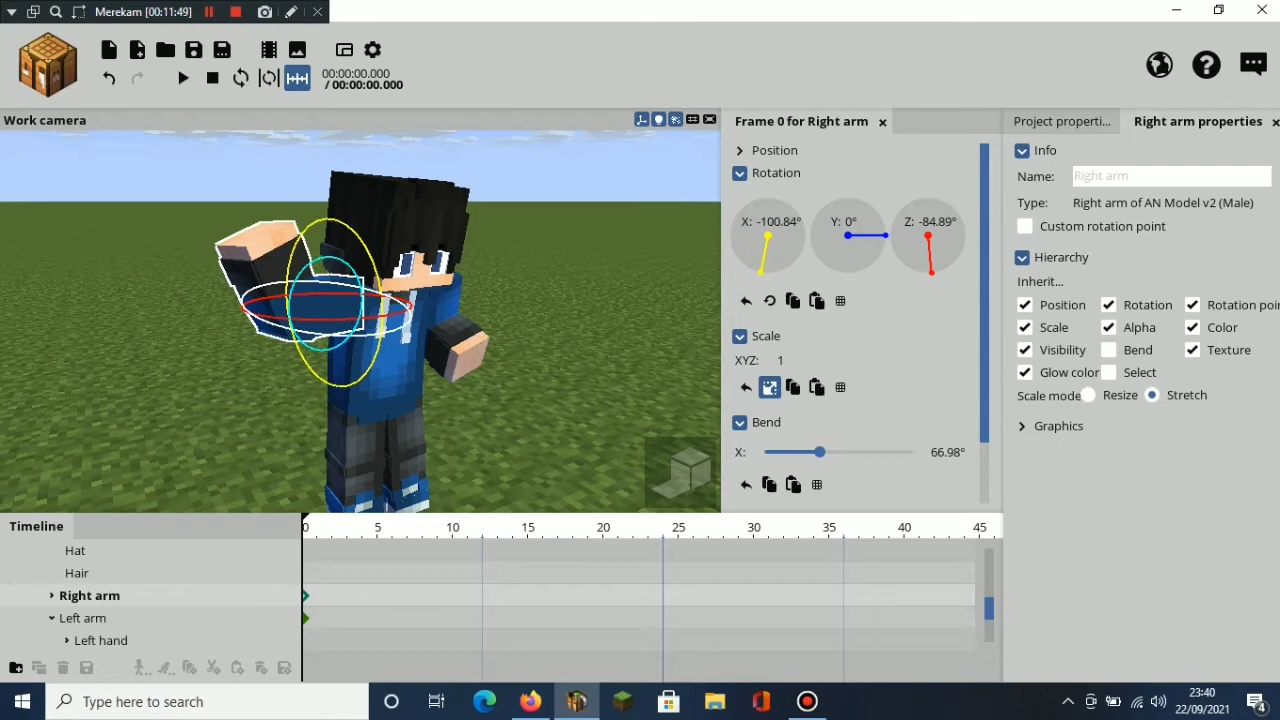 Merekam [00:11:49]
00:00:00.000
/ 00:00:00.000
Work camera
Frame 0 for Right arm
Position
Rotation
X: -100.84° Y: 0° Z: -84.89°
Scale
XYZ: 1
Bend
X: 66.98°
Project properti... Right arm properties
Info
Name: Right arm
Type: Right arm of AN Model v2 (Male)
Custom rotation point
Hierarchy
Inherit...
Position Rotation Rotation poin
Scale Alpha Color
Visibility Bend Texture
Glow color Select
Scale mode Resize Stretch
Graphics
Timeline
0 5 10 15 20 25 30 35 40 45
Hat
Hair
Right arm
Left arm
Left hand
Type here to search
23:40
22/09/2021
4